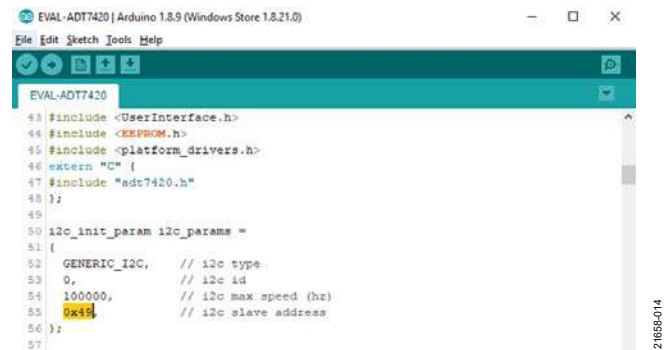 EVAL-ADT7420 | Arduino 1.8.9 (Windows Store 1.8.21.0)
File Edit Sketch Tools Help
EVAL-ADT7420
43 #include <UserInterface.h>
44 #include <EEPROM.h>
45 #include <platform_drivers.h>
46 extern "C" {
47 #include "adt7420.h"
48 };
49
50 i2c_init_param i2c_params =
51 {
52 GENERIC_I2C, // i2c type
53 0, // i2c id
54 100000, // i2c max speed (hz)
55 0x49, // i2c slave address
56 };
57
21658-014